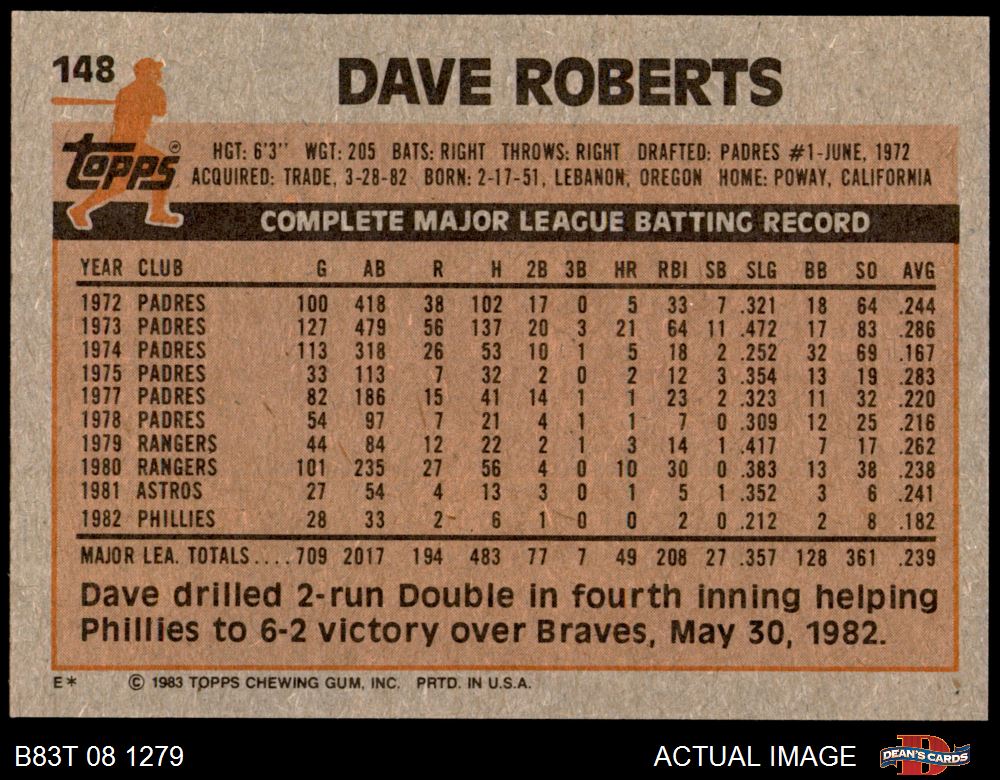 148 DAVE ROBERTS
topps
HGT: 6'3" WGT: 205 BATS: RIGHT THROWS: RIGHT DRAFTED: PADRES #1-JUNE, 1972
ACQUIRED: TRADE, 3-28-82 BORN: 2-17-51, LEBANON, OREGON HOME: POWAY, CALIFORNIA
COMPLETE MAJOR LEAGUE BATTING RECORD
YEAR CLUB G AB R H 2B 3B HR RBI SB SLG BB SO AVG
1972 PADRES 100 418 38 102 17 0 5 33 7 .321 18 64 .244
1973 PADRES 127 479 56 137 20 3 21 64 11 .472 17 83 .286
1974 PADRES 113 318 26 53 10 1 5 18 2 .252 32 69 .167
1975 PADRES 33 113 7 32 2 0 2 12 3 .354 13 19 .283
1977 PADRES 82 186 15 41 14 1 1 23 2 .323 11 32 .220
1978 PADRES 54 97 7 21 4 1 1 7 0 .309 12 25 .216
1979 RANGERS 44 84 12 22 2 1 3 14 1 .417 7 17 .262
1980 RANGERS 101 235 27 56 4 0 10 30 0 .383 13 38 .238
1981 ASTROS 27 54 4 13 3 0 1 5 1 .352 3 6 .241
1982 PHILLIES 28 33 2 6 1 0 0 2 0 .212 2 8 .182
MAJOR LEA. TOTALS....709 2017 194 483 77 7 49 208 27 .357 128 361 .239
Dave drilled 2-run Double in fourth inning helping
Phillies to 6-2 victory over Braves, May 30, 1982.
E* © 1983 TOPPS CHEWING GUM, INC. PRTD. IN U.S.A.
B83T 08 1279 ACTUAL IMAGE DEAN'S CARDS